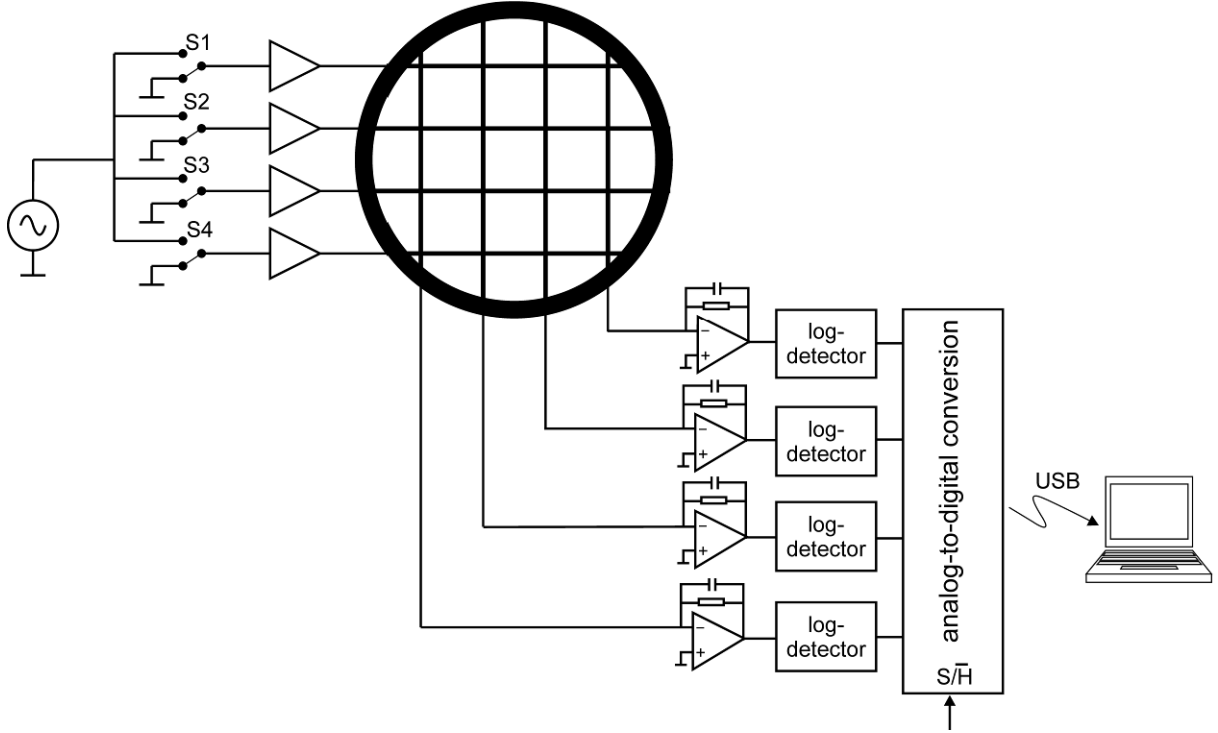 S1
S2
S3
S4
−
+
log-
detector
−
+
log-
detector
−
+
log-
detector
−
+
log-
detector
analog-to-digital conversion
S/H̅
USB